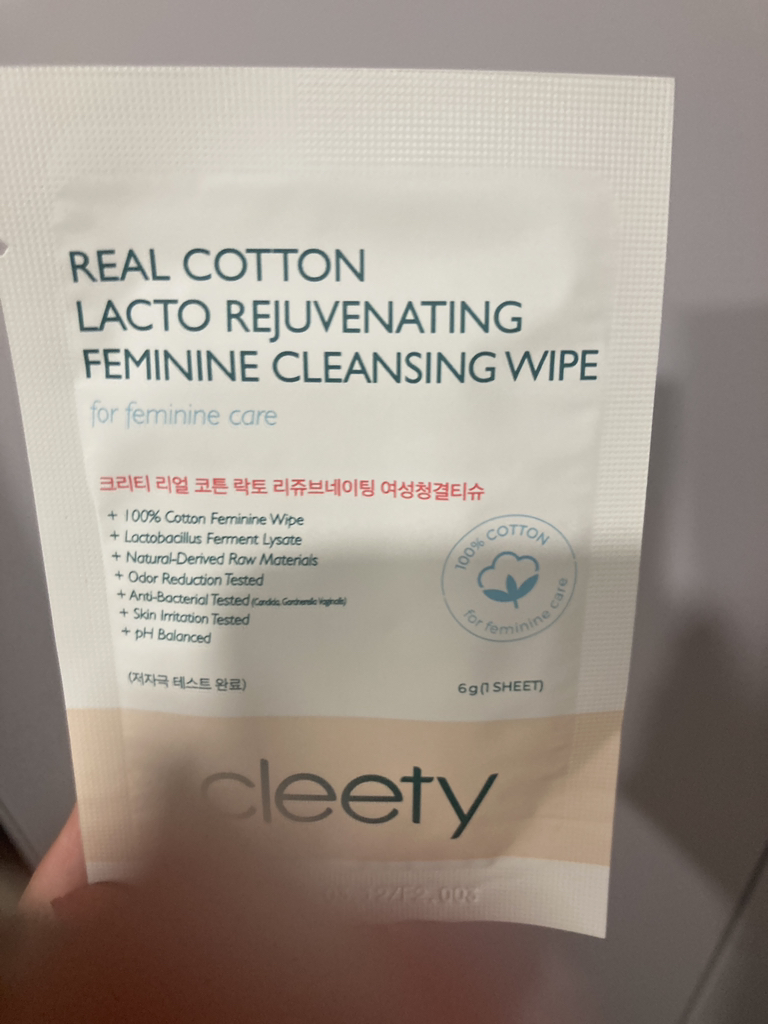 REAL COTTON
LACTO REJUVENATING
FEMININE CLEANSING WIPE
for feminine care
크리티 리얼 코튼 락토 리쥬브네이팅 여성청결티슈
+ 100% Cotton Feminine Wipe
+ Lactobacillus Ferment Lysate
+ Natural-Derived Raw Materials
+ Odor Reduction Tested
+ Anti-Bacterial Tested (Candida, Gardnerella Vaginalis)
+ Skin Irritation Tested
+ pH Balanced
100% COTTON
for feminine care
(저자극 테스트 완료)
6g (1 SHEET)
cleety